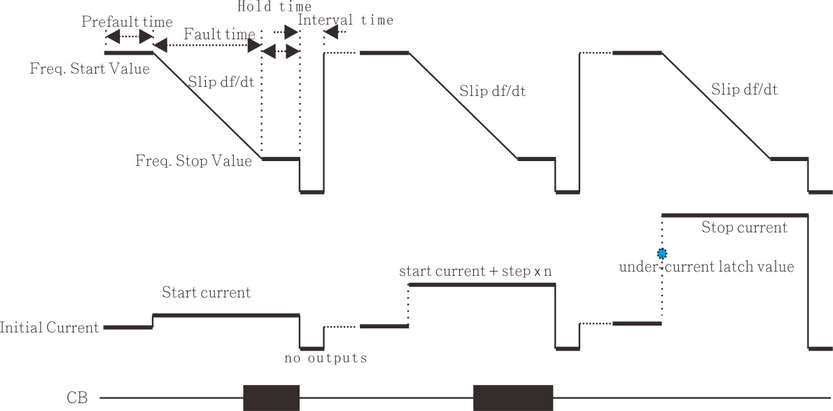 Hold time
Prefault time
Interval time
Fault time
Freq. Start Value
Slip df/dt
Slip df/dt
Slip df/dt
Freq. Stop Value
Stop current
under-current latch value
start current + step x n
Start current
Initial Current
no outputs
CB